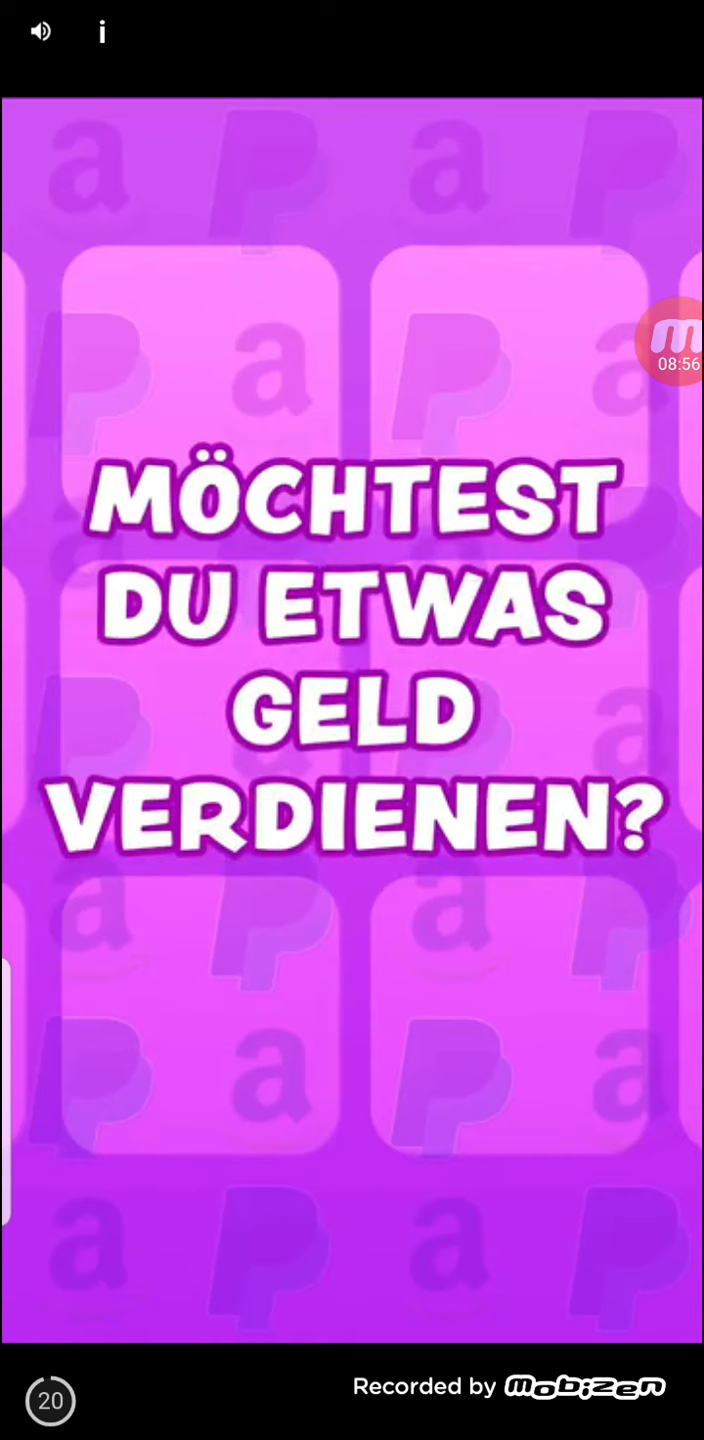 i
08:56
MÖCHTEST
DU ETWAS
GELD
VERDIENEN?
20
Recorded by mobizen